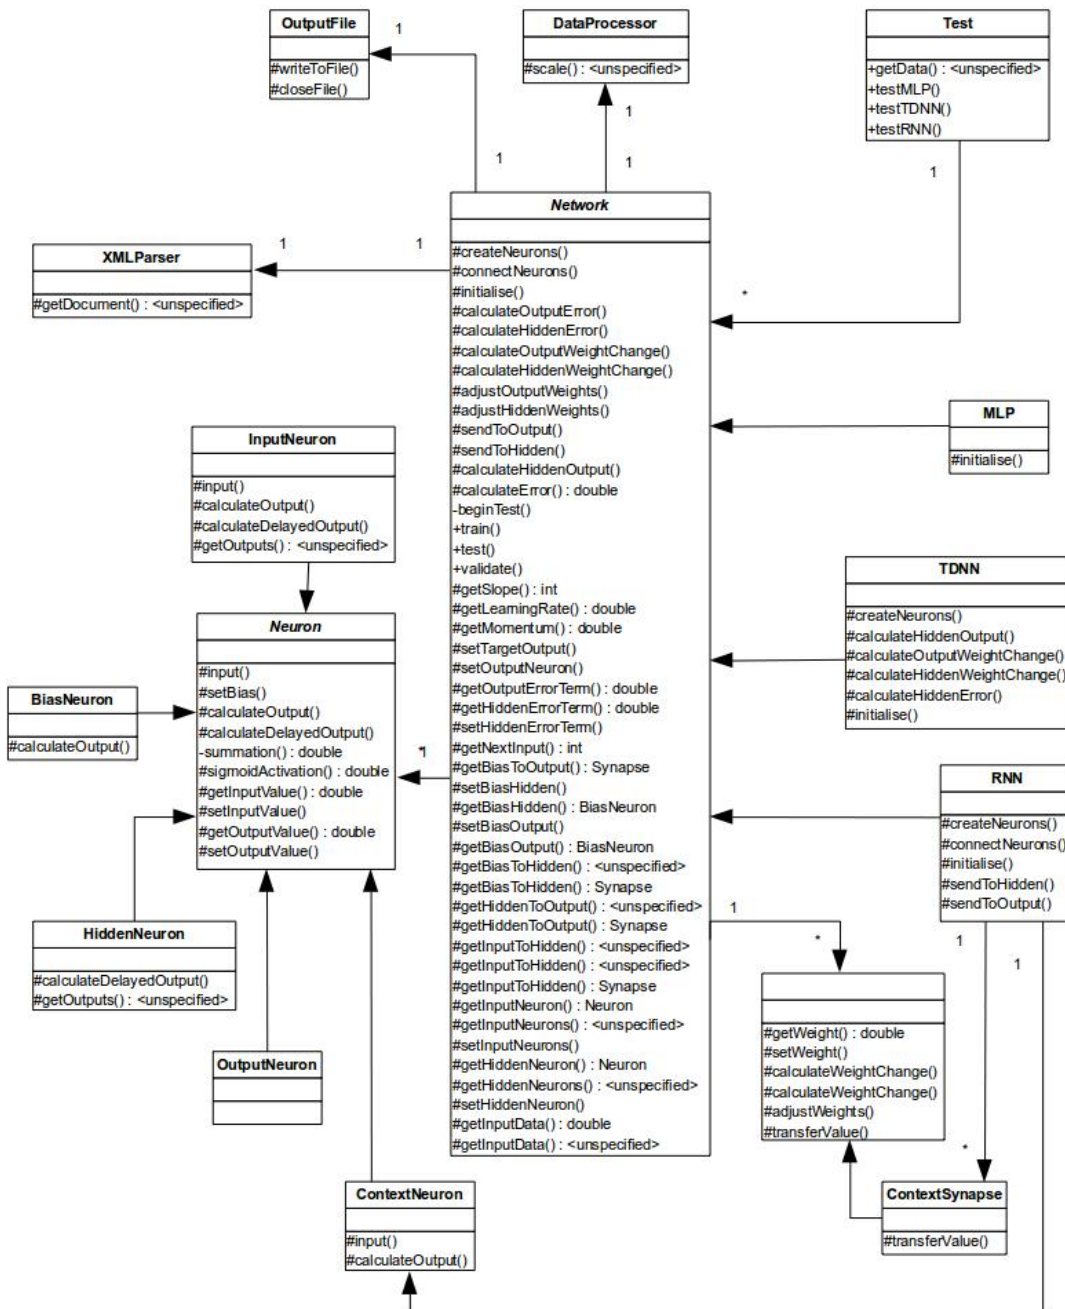 OutputFile
#writeToFile()
#closeFile()
1
DataProcessor
#scale() : <unspecified>
1
1
1
Test
+getData() : <unspecified>
+testMLP()
+testTDNN()
+testRNN()
1
*
XMLParser
#getDocument() : <unspecified>
1
1
Network
#createNeurons()
#connectNeurons()
#initialise()
#calculateOutputError()
#calculateHiddenError()
#calculateOutputWeightChange()
#calculateHiddenWeightChange()
#adjustOutputWeights()
#adjustHiddenWeights()
#sendToOutput()
#sendToHidden()
#calculateHiddenOutput()
#calculateError() : double
-beginTest()
+train()
+test()
+validate()
#getSlope() : int
#getLearningRate() : double
#getMomentum() : double
#setTargetOutput()
#setOutputNeuron()
#getOutputErrorTerm() : double
#getHiddenErrorTerm() : double
#setHiddenErrorTerm()
#getNextInput() : int
#getBiasToOutput() : Synapse
#setBiasHidden()
#getBiasHidden() : BiasNeuron
#setBiasOutput()
#getBiasOutput() : BiasNeuron
#getBiasToHidden() : <unspecified>
#getBiasToHidden() : Synapse
#getHiddenToOutput() : <unspecified>
#getHiddenToOutput() : Synapse
#getInputToHidden() : <unspecified>
#getInputToHidden() : <unspecified>
#getInputToHidden() : Synapse
#getInputNeuron() : Neuron
#getInputNeurons() : <unspecified>
#setInputNeurons()
#getHiddenNeuron() : Neuron
#getHiddenNeurons() : <unspecified>
#setHiddenNeuron()
#getInputData() : double
#getInputData() : <unspecified>
MLP
#initialise()
InputNeuron
#input()
#calculateOutput()
#calculateDelayedOutput()
#getOutputs() : <unspecified>
TDNN
#createNeurons()
#calculateHiddenOutput()
#calculateOutputWeightChange()
#calculateHiddenWeightChange()
#calculateHiddenError()
#initialise()
Neuron
#input()
#setBias()
#calculateOutput()
#calculateDelayedOutput()
-summation() : double
#sigmoidActivation() : double
#getInputValue() : double
#setInputValue()
#getOutputValue() : double
#setOutputValue()
BiasNeuron
#calculateOutput()
*1
RNN
#createNeurons()
#connectNeurons()
#initialise()
#sendToHidden()
#sendToOutput()
HiddenNeuron
#calculateDelayedOutput()
#getOutputs() : <unspecified>
1
*
1
1
#getWeight() : double
#setWeight()
#calculateWeightChange()
#calculateWeightChange()
#adjustWeights()
#transferValue()
OutputNeuron
*
ContextNeuron
#input()
#calculateOutput()
ContextSynapse
#transferValue()